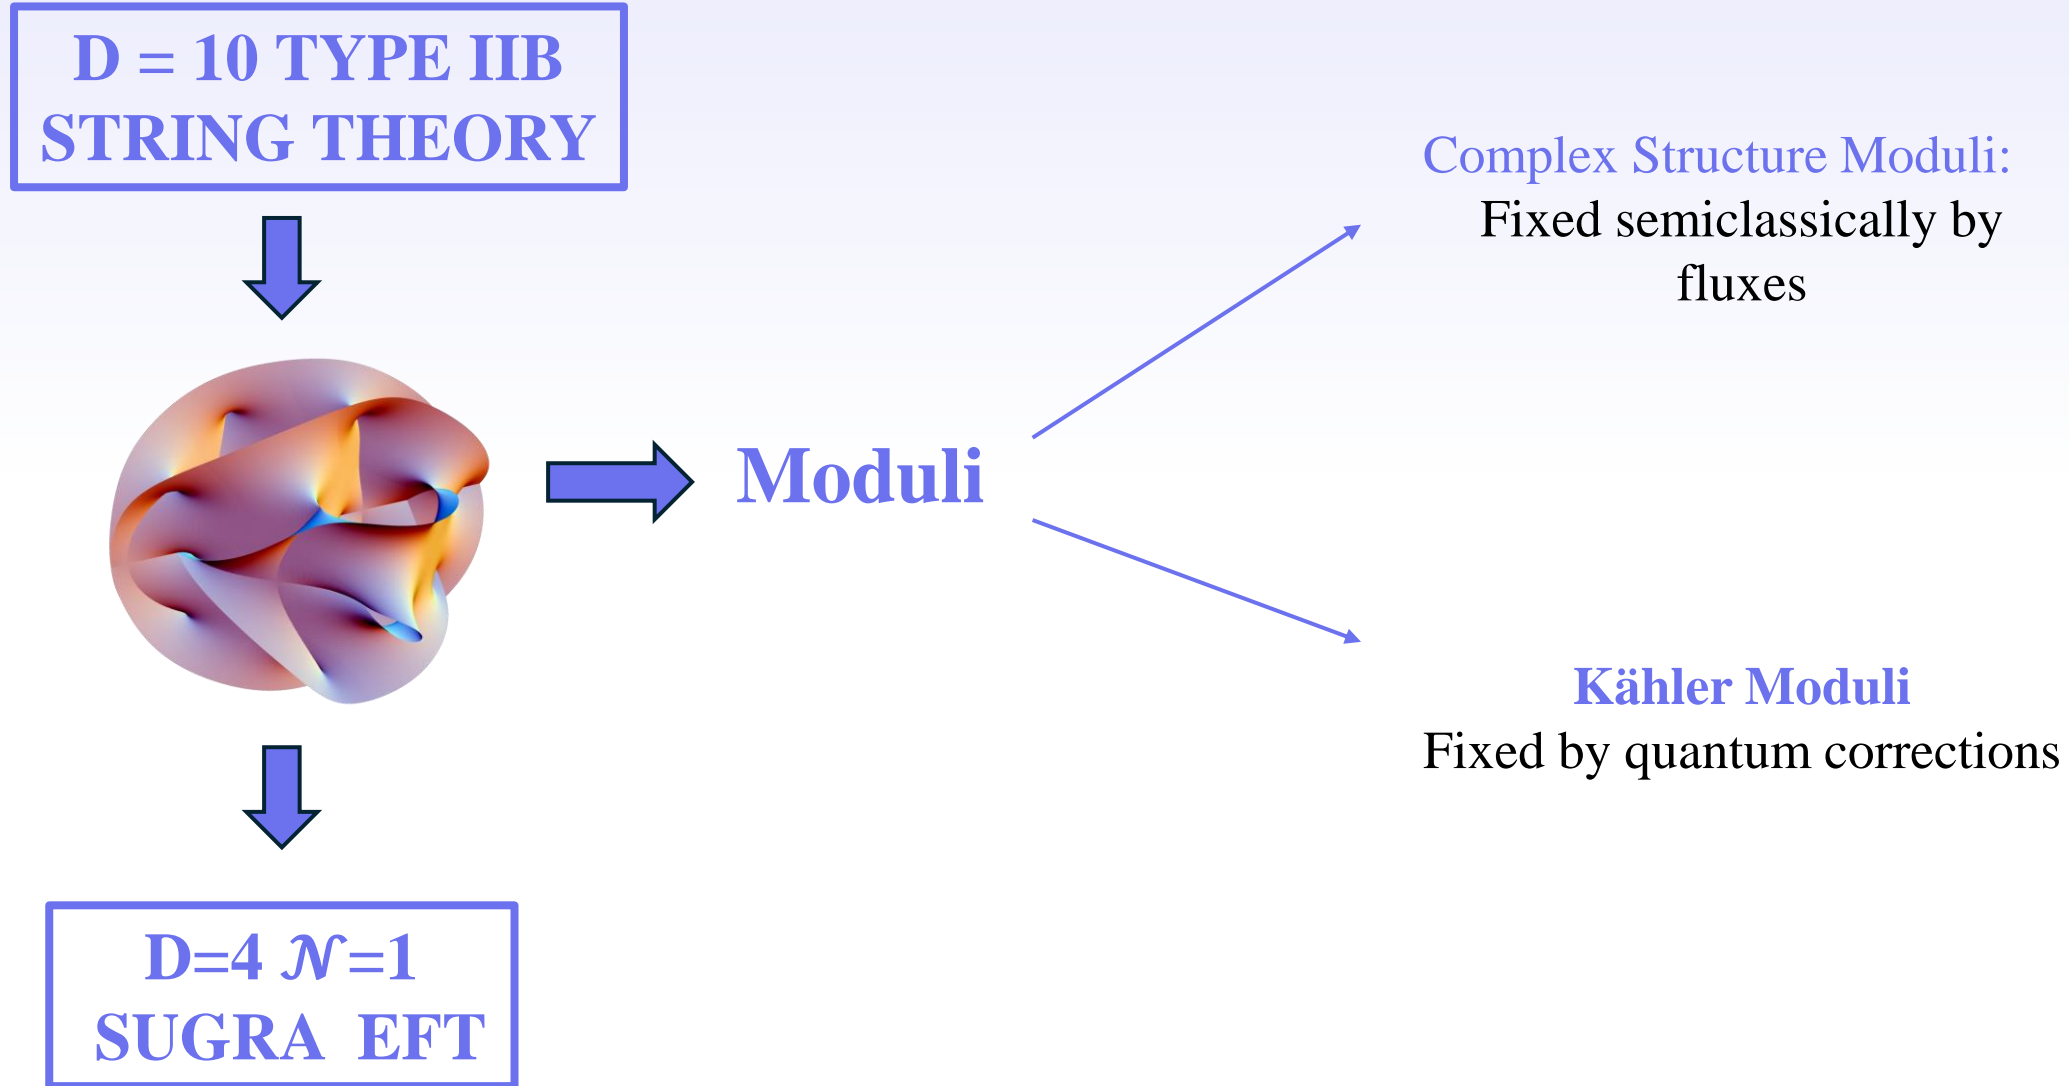 D = 10 TYPE IIB
STRING THEORY
Complex Structure Moduli:
Fixed semiclassically by
fluxes
Moduli
Kähler Moduli
Fixed by quantum corrections
D=4 𝒩=1
SUGRA EFT